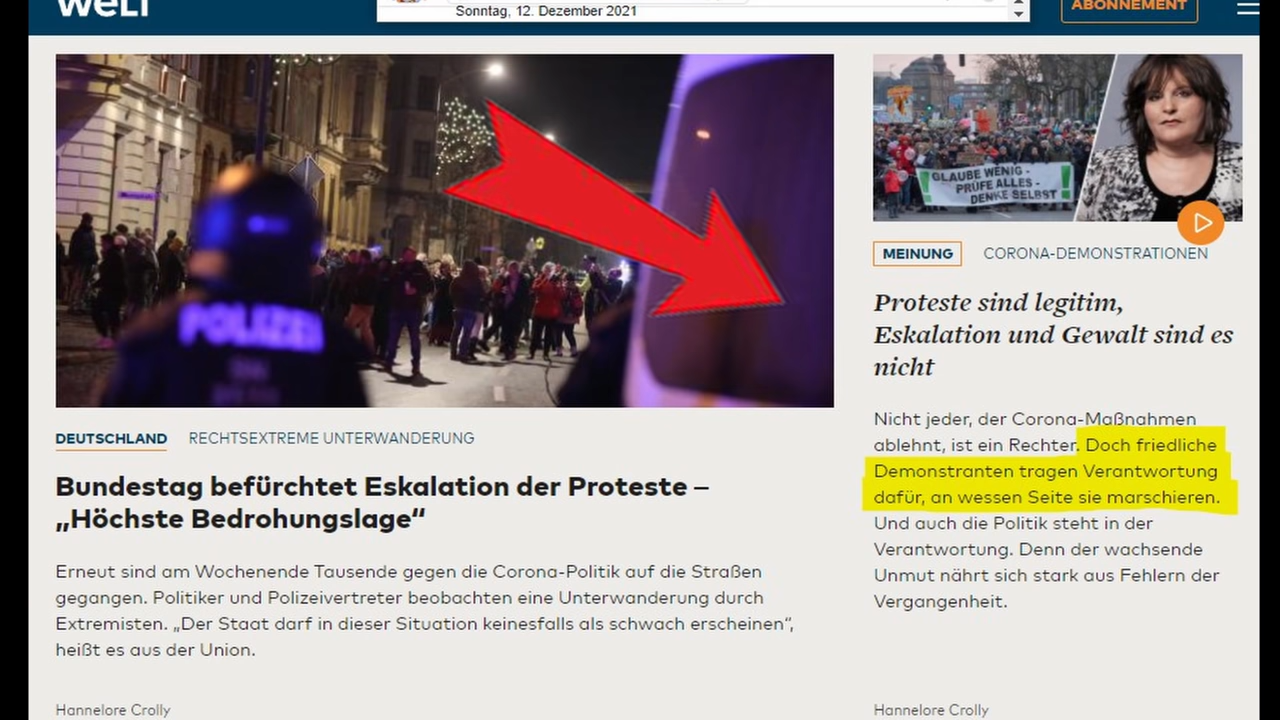 welt
Sonntag, 12. Dezember 2021
ABONNEMENT
POLIZEI
GLAUBE WENIG -
PRÜFE ALLES -
DENKE SELBST
!
!
DEUTSCHLAND RECHTSEXTREME UNTERWANDERUNG
Bundestag befürchtet Eskalation der Proteste –
„Höchste Bedrohungslage“
Erneut sind am Wochenende Tausende gegen die Corona-Politik auf die Straßen
gegangen. Politiker und Polizeivertreter beobachten eine Unterwanderung durch
Extremisten. „Der Staat darf in dieser Situation keinesfalls als schwach erscheinen“,
heißt es aus der Union.
Hannelore Crolly
MEINUNG CORONA-DEMONSTRATIONEN
Proteste sind legitim,
Eskalation und Gewalt sind es
nicht
Nicht jeder, der Corona-Maßnahmen
ablehnt, ist ein Rechter. Doch friedliche
Demonstranten tragen Verantwortung
dafür, an wessen Seite sie marschieren.
Und auch die Politik steht in der
Verantwortung. Denn der wachsende
Unmut nährt sich stark aus Fehlern der
Vergangenheit.
Hannelore Crolly